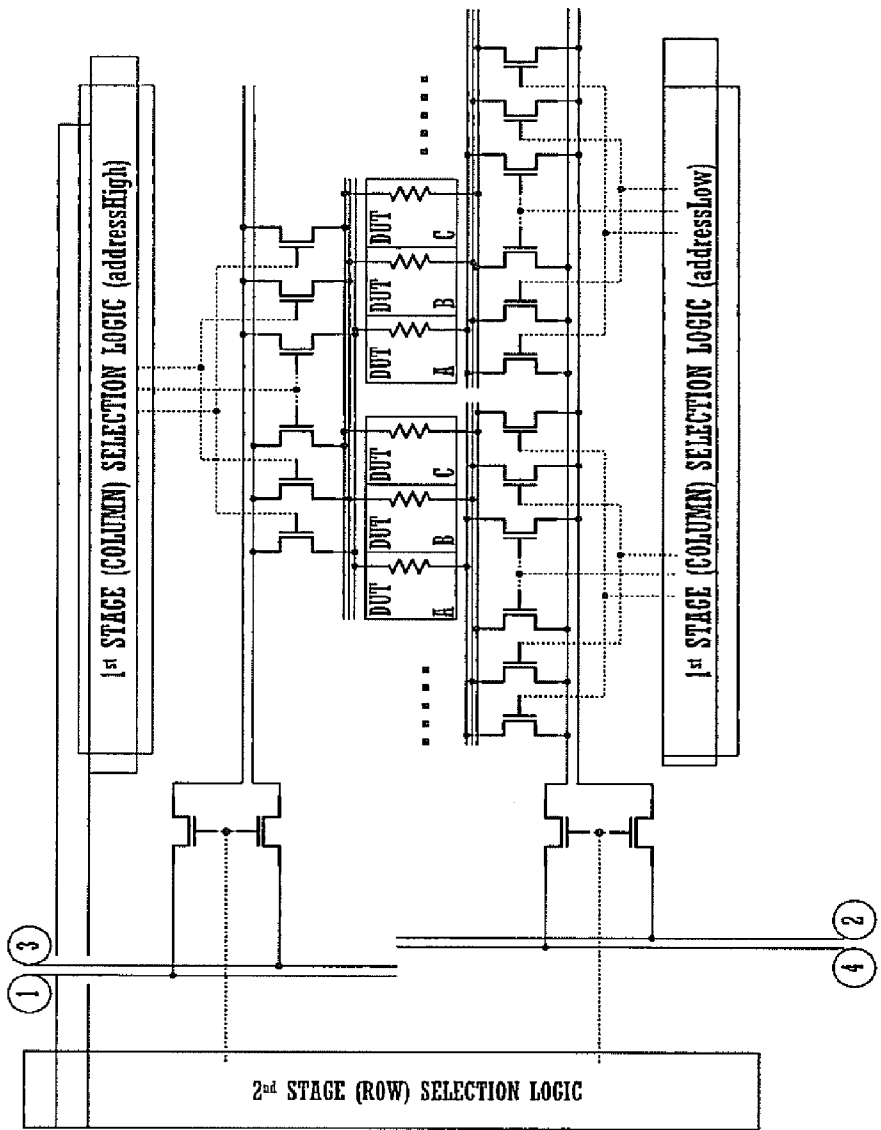 1st STAGE (COLUMN) SELECTION LOGIC (addressHigh)
DUT
A
DUT
B
DUT
C
DUT
A
DUT
B
DUT
C
1st STAGE (COLUMN) SELECTION LOGIC (addressLow)
1
3
4
2
2nd STAGE (ROW) SELECTION LOGIC